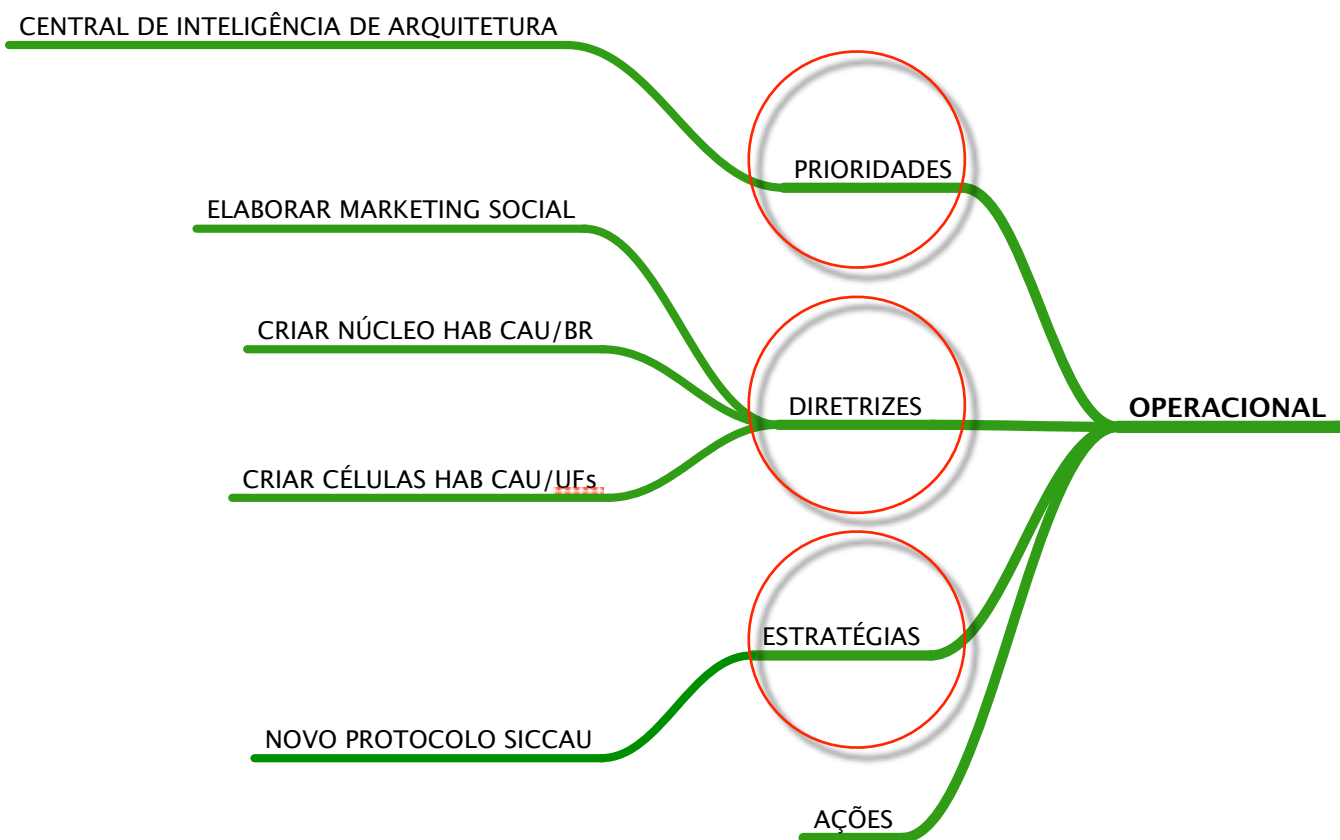 CENTRAL DE INTELIGÊNCIA DE ARQUITETURA
PRIORIDADES
ELABORAR MARKETING SOCIAL
CRIAR NÚCLEO HAB CAU/BR
DIRETRIZES
OPERACIONAL
CRIAR CÉLULAS HAB CAU/UFs
ESTRATÉGIAS
NOVO PROTOCOLO SICCAU
AÇÕES